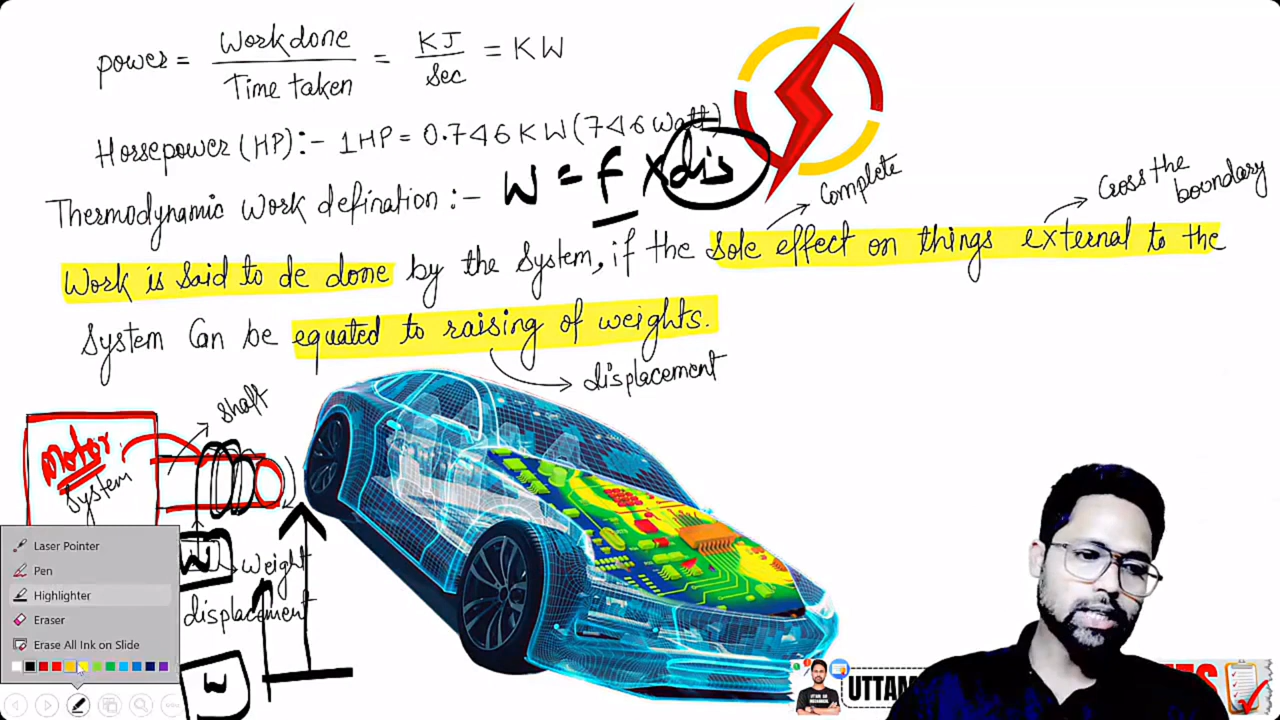 power = Workdone / Time taken = KJ / Sec = KW
Horsepower (HP):- 1HP = 0.746 KW (746 Watt)
W = F x dis
Complete
Cross the boundary
Thermodynamic Work defination :-
Work is Said to de done by the System, if the Sole effect on things external to the
System Can be equated to raising of weights.
displacement
shaft
Motor
System
W
Weight
displacement
W
Laser Pointer
Pen
Highlighter
Eraser
Erase All Ink on Slide
UTTAM